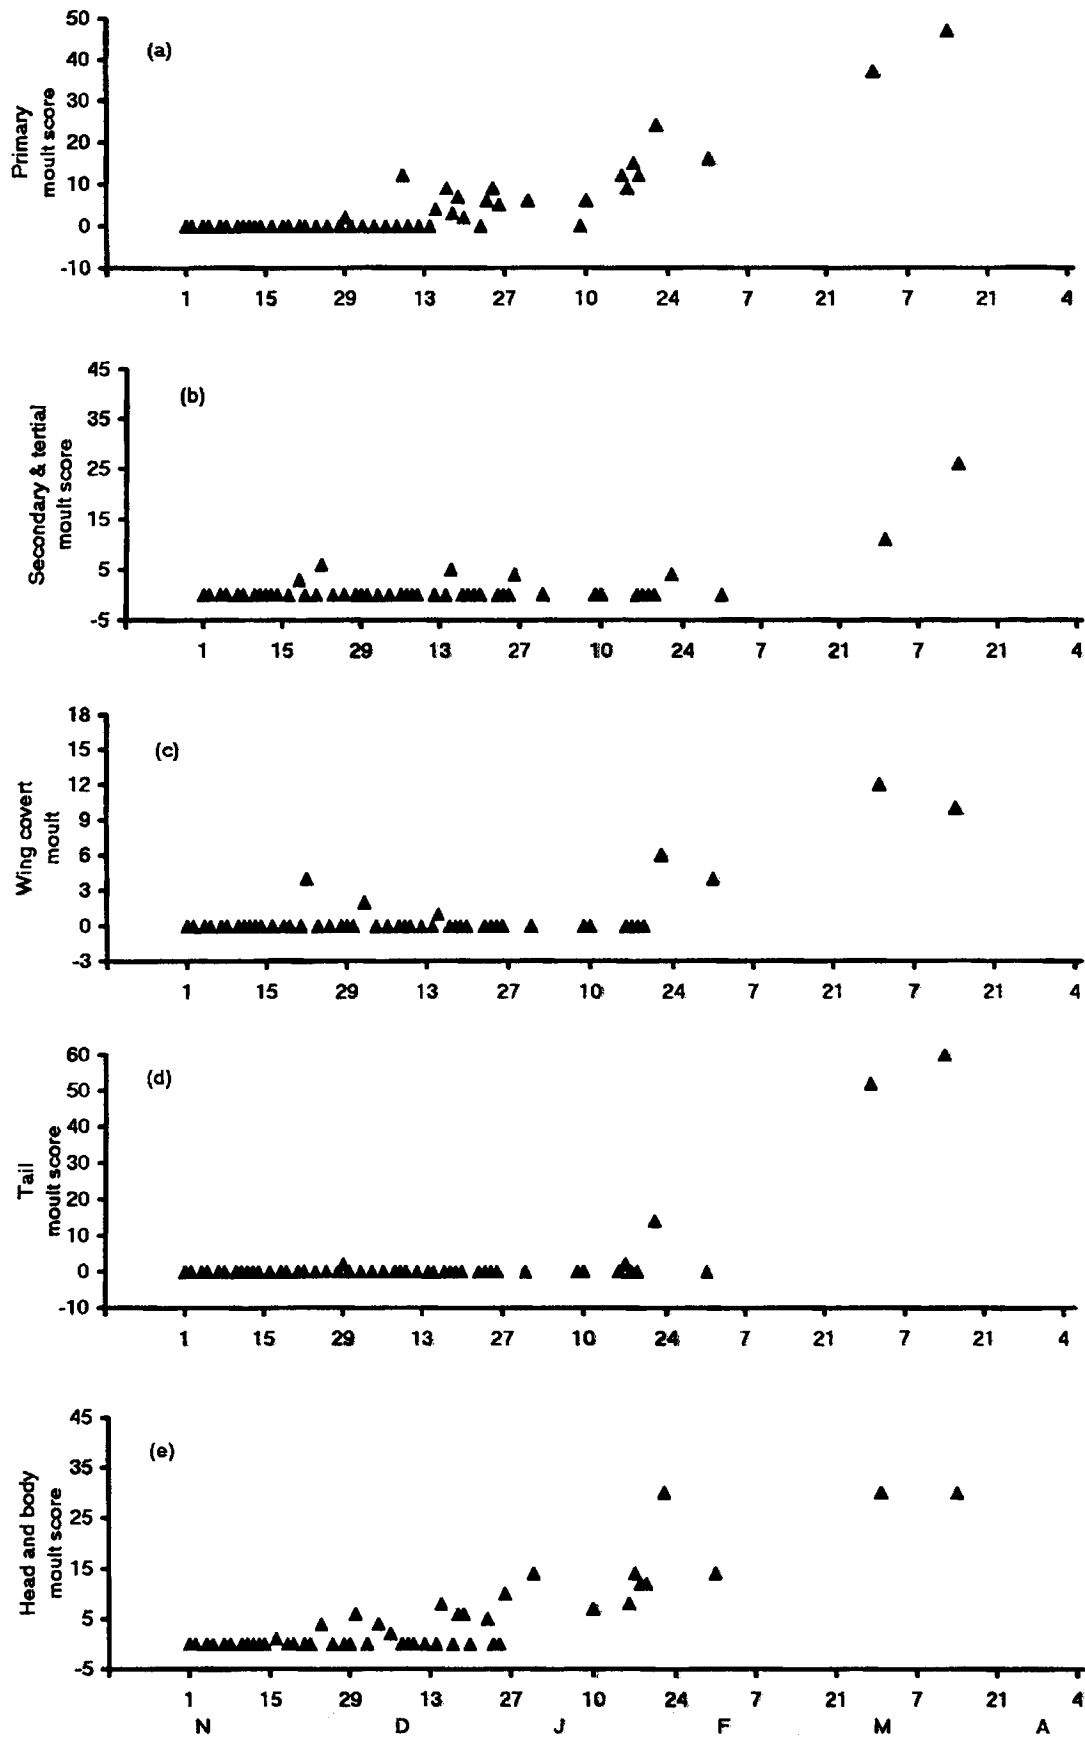 50
(a)
40
30
20
10
0
-10
Primary
moult score
1 15 29 13 27 10 24 7 21 7 21 4
45
(b)
35
25
15
5
-5
Secondary & tertial
moult score
1 15 29 13 27 10 24 7 21 7 21 4
18
(c)
15
12
9
6
3
0
-3
Wing covert
moult
1 15 29 13 27 10 24 7 21 7 21 4
60
(d)
50
40
30
20
10
0
-10
Tail
moult score
1 15 29 13 27 10 24 7 21 7 21 4
45
(e)
35
25
15
5
-5
Head and body
moult score
1 15 29 13 27 10 24 7 21 7 21 4
N D J F M A